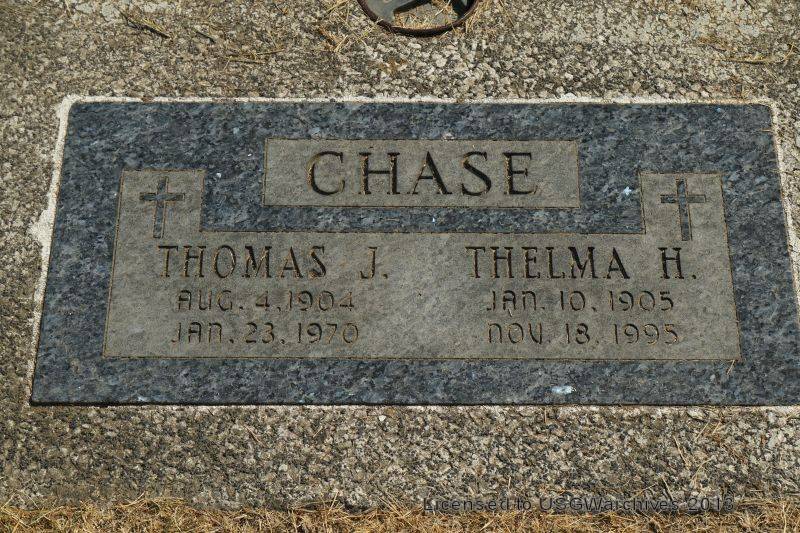 CHASE
THOMAS J. THELMA H.
AUG. 4, 1904 JAN. 10, 1905
JAN. 23, 1970 NOV. 18, 1995
Licensed to USGWarchives 2013